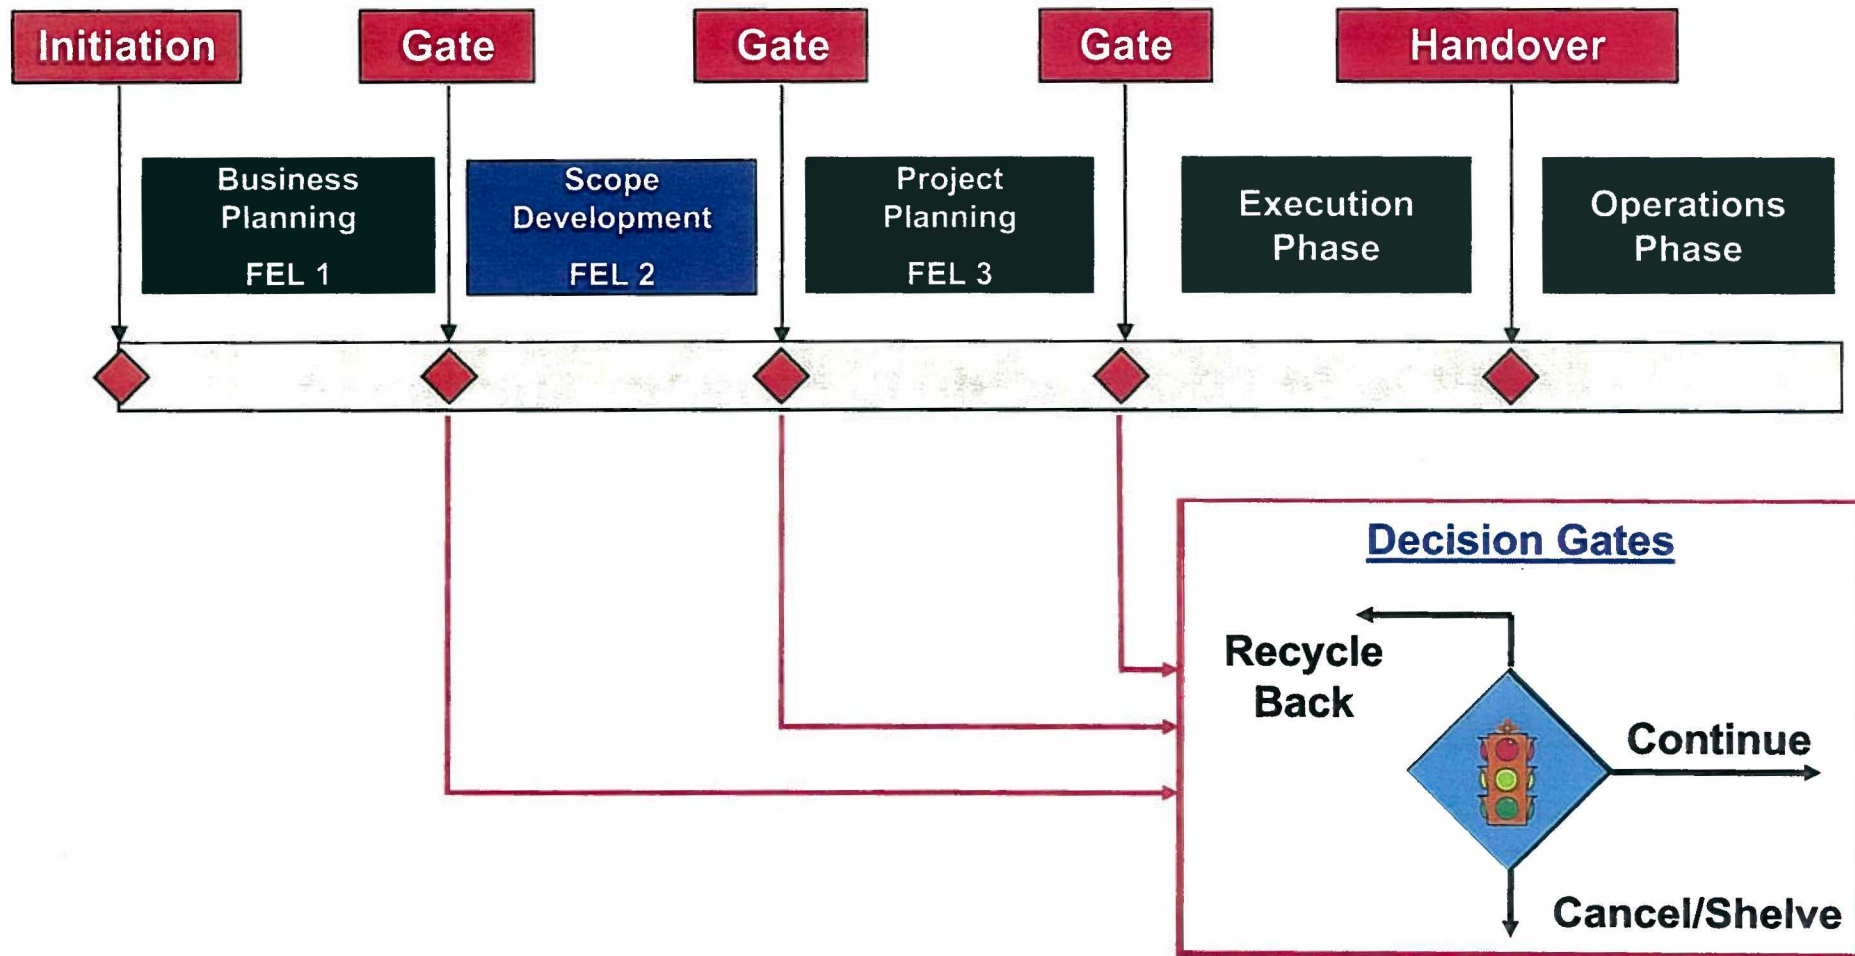 Initiation
Gate
Gate
Gate
Handover
Business
Planning
FEL 1
Scope
Development
FEL 2
Project
Planning
FEL 3
Execution
Phase
Operations
Phase
Decision Gates
Recycle
Back
Continue
Cancel/Shelve